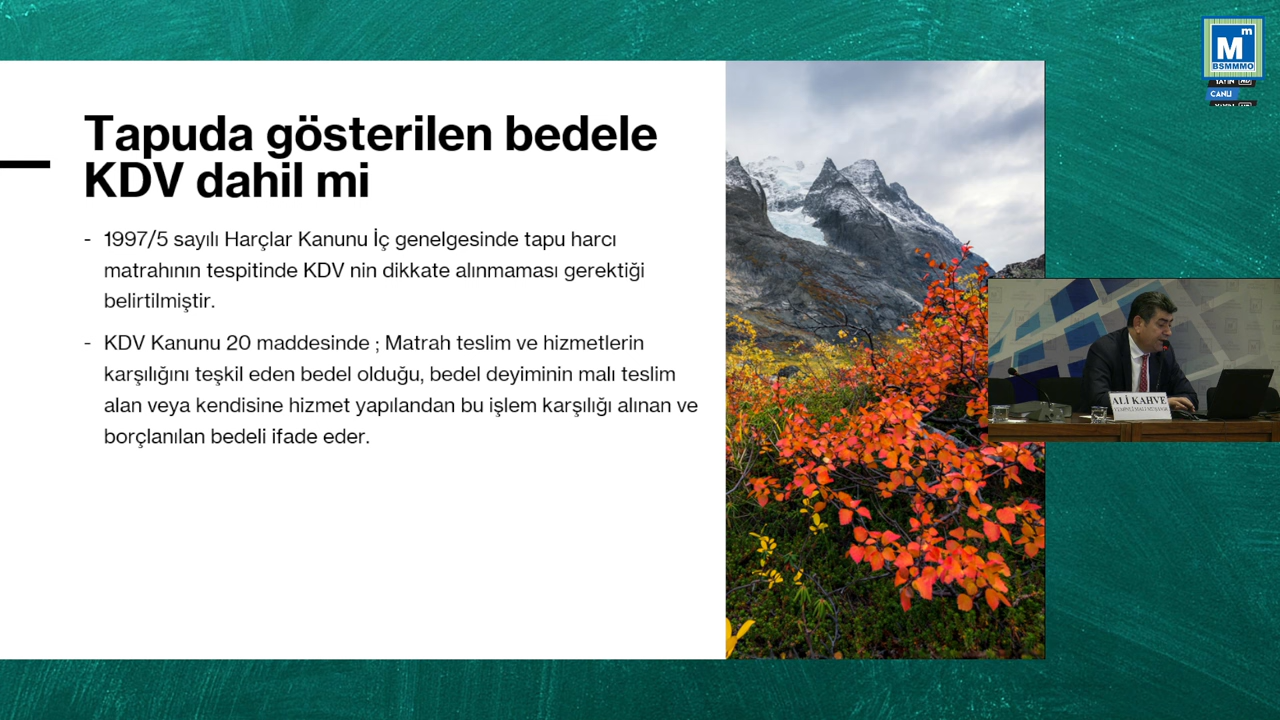 Tapuda gösterilen bedele
KDV dahil mi
- 1997/5 sayılı Harçlar Kanunu İç genelgesinde tapu harcı
matrahının tespitinde KDV nin dikkate alınmaması gerektiği
belirtilmiştir.
- KDV Kanunu 20 maddesinde ; Matrah teslim ve hizmetlerin
karşılığını teşkil eden bedel olduğu, bedel deyiminin malı teslim
alan veya kendisine hizmet yapılandan bu işlem karşılığı alınan ve
borçlanılan bedeli ifade eder.
M m
BSMMMO
YAYIN HD
CANLI
ALİ KAHVE